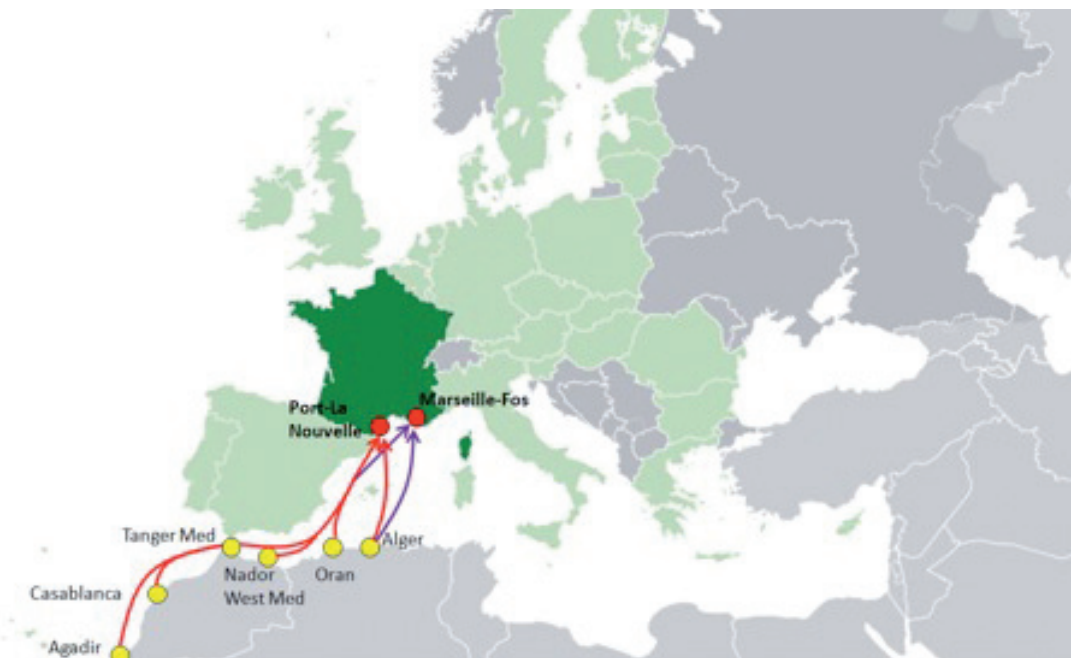 Marseille-Fos
Port-La
Nouvelle
Tanger Med
Alger
Nador
West Med
Oran
Casablanca
Agadir